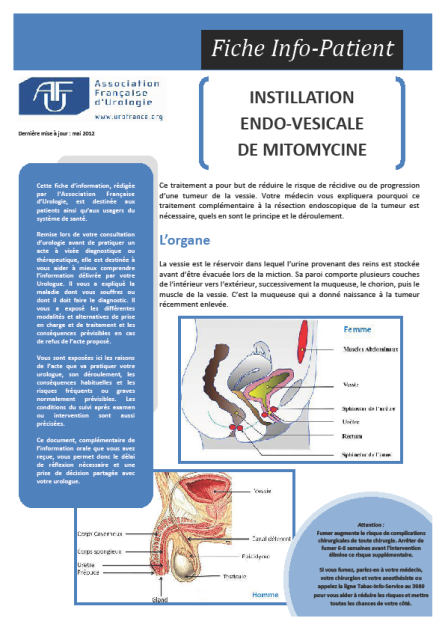 Fiche Info-Patient
Association
Française
d'Urologie
www.urofrance.org
Dernière mise à jour : mai 2012
INSTILLATION
ENDO-VESICALE
DE MITOMYCINE
Cette fiche d'information, rédigée
par l'Association Française
d'Urologie, est destinée aux
patients ainsi qu'aux usagers du
système de santé.
Remise lors de votre consultation
d'urologie avant de pratiquer un
acte à visée diagnostique ou
thérapeutique, elle est destinée à
vous aider à mieux comprendre
l'information délivrée par votre
Urologue. Il vous a expliqué la
maladie dont vous souffrez ou
dont il doit faire le diagnostic. Il
vous a exposé les différentes
modalités et alternatives de prise
en charge et de traitement et les
conséquences prévisibles en cas
de refus de l'acte proposé.
Vous sont exposées ici les raisons
de l'acte que va pratiquer votre
urologue, son déroulement, les
conséquences habituelles et les
risques fréquents ou graves
normalement prévisibles. Les
conditions du suivi après examen
ou intervention sont aussi
précisées.
Ce document, complémentaire de
l'information orale que vous avez
reçue, vous permet donc le délai
de réflexion nécessaire et une
prise de décision partagée avec
votre urologue.
Ce traitement a pour but de réduire le risque de récidive ou de progression
d'une tumeur de la vessie. Votre médecin vous expliquera pourquoi ce
traitement complémentaire à la résection endoscopique de la tumeur est
nécessaire, quels en sont le principe et le déroulement.
L'organe
La vessie est le réservoir dans lequel l'urine provenant des reins est stockée
avant d'être évacuée lors de la miction. Sa paroi comporte plusieurs couches
de l'intérieur vers l'extérieur, successivement la muqueuse, le chorion, puis le
muscle de la vessie. C'est la muqueuse qui a donné naissance à la tumeur
récemment enlevée.
Femme
Muscles Abdominaux
Vessie
Sphincter de l'urètre
Urètre
Rectum
Sphincter de l'anus
Vessie
Corps Caverneux
Canal déférent
Corps spongieux
Epididyme
Urètre
Prépuce
Testicule
Gland
Homme
Attention :
Fumer augmente le risque de complications
chirurgicales de toute chirurgie. Arrêter de
fumer 6-8 semaines avant l'intervention
élimine ce risque supplémentaire.
Si vous fumez, parlez-en à votre médecin,
votre chirurgien et votre anesthésiste ou
appelez la ligne Tabac-Info-Service au 3989
pour vous aider à réduire les risques et mettre
toutes les chances de votre côté.